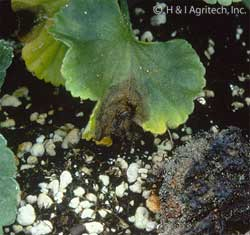 © H & I Agritech, Inc.